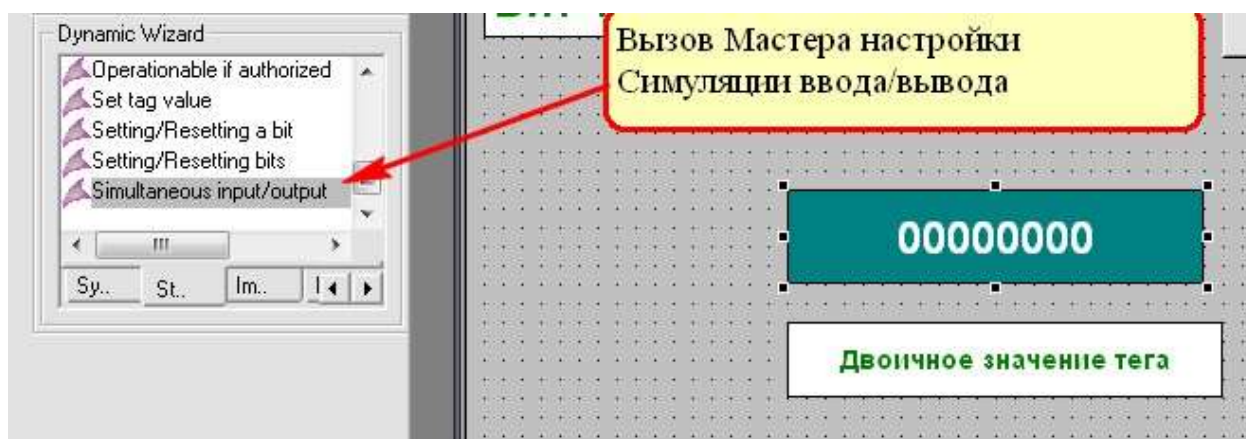 Dynamic Wizard
Operationable if authorized
Set tag value
Setting/Resetting a bit
Setting/Resetting bits
Simultaneous input/output
Sy..
St..
Im..
Вызов Мастера настройки
Симуляции ввода/вывода
00000000
Двоичное значение тега